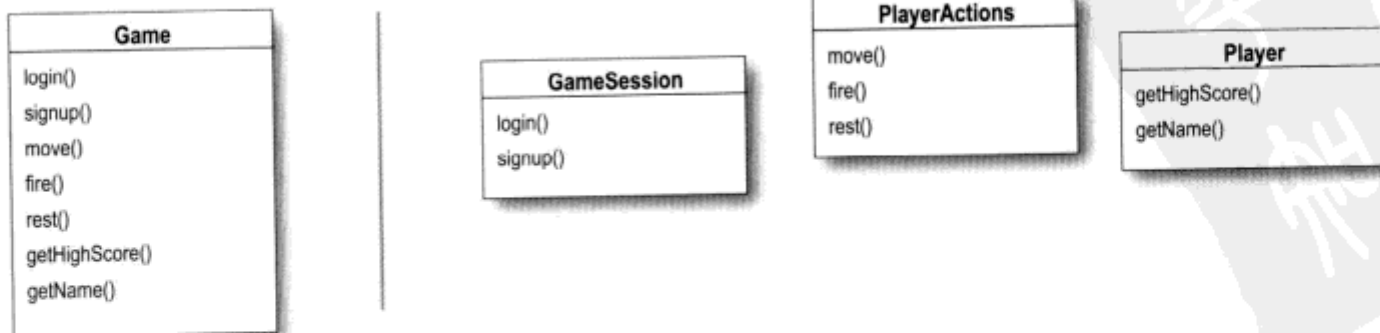 Game
login()
signup()
move()
fire()
rest()
getHighScore()
getName()
GameSession
login()
signup()
PlayerActions
move()
fire()
rest()
Player
getHighScore()
getName()